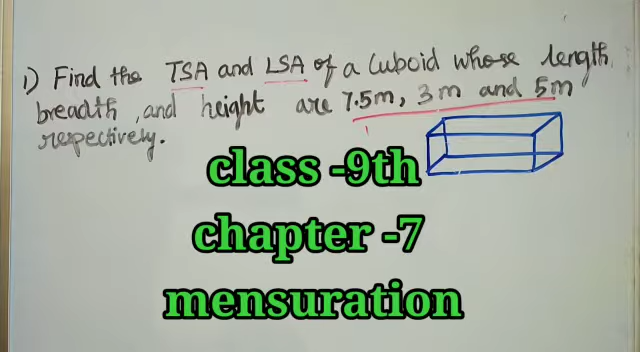 1) Find the TSA and LSA of a Cuboid whose length,
breadth, and height are 7.5m, 3m and 5m
respectively.
class -9th
chapter -7
mensuration